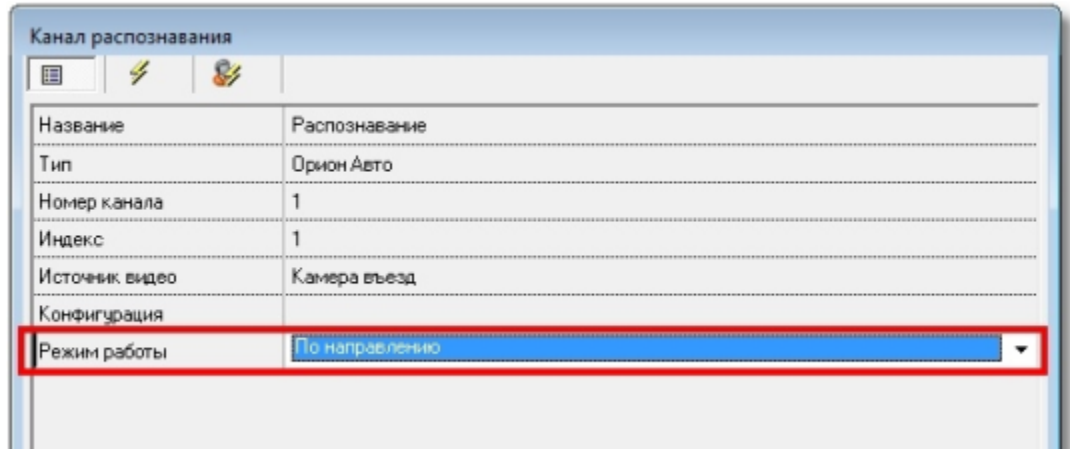 Канал распознавания
Название Распознавание
Тип Орион Авто
Номер канала 1
Индекс 1
Источник видео Камера въезд
Конфигурация
Режим работы По направлению